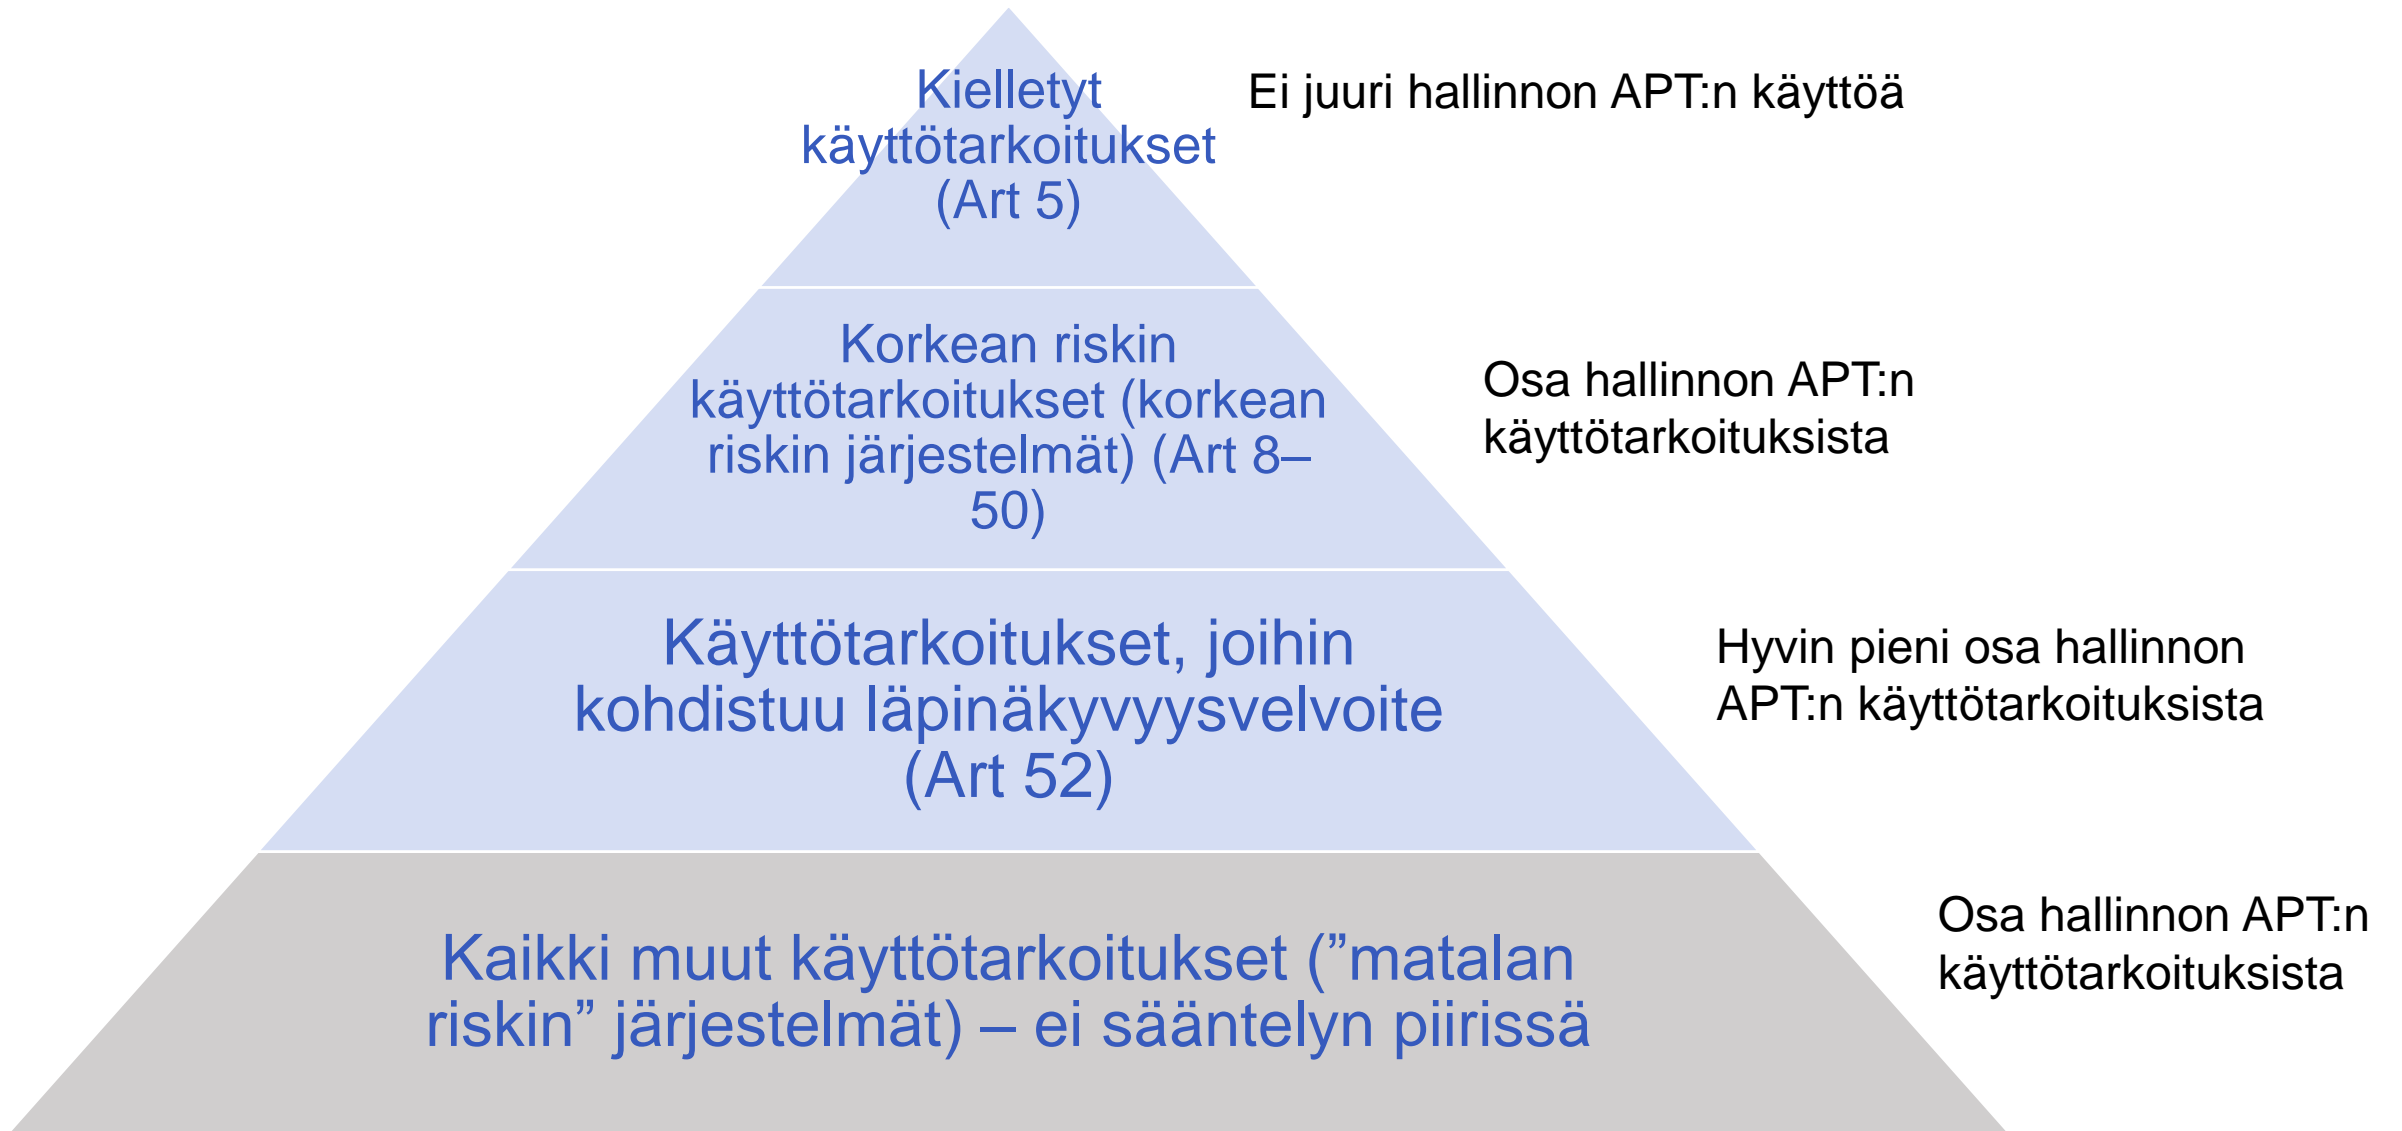 Kielletyt
käyttötarkoitukset
(Art 5)
Ei juuri hallinnon APT:n käyttöä
Korkean riskin
käyttötarkoitukset (korkean
riskin järjestelmät) (Art 8–
50)
Osa hallinnon APT:n
käyttötarkoituksista
Käyttötarkoitukset, joihin
kohdistuu läpinäkyvyysvelvoite
(Art 52)
Hyvin pieni osa hallinnon
APT:n käyttötarkoituksista
Kaikki muut käyttötarkoitukset (”matalan
riskin” järjestelmät) – ei sääntelyn piirissä
Osa hallinnon APT:n
käyttötarkoituksista